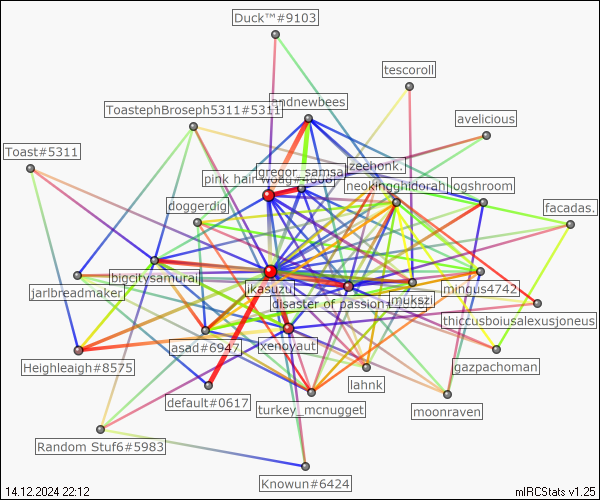 Duck™#9103
tescoroll
andnewbees
ToastephBroseph5311#5311
avelicious
Toast#5311
zeehonk.
gregor_samsa
pink hair
neokingghidorah
ogshroom
doggerdig
facadas.
bigcitysamurai
ikasuzu
jarlbreadmaker
disaster of passion
mukszi
mingus4742
thiccusboiusalexusjoneus
asad#6947
xenoyaut
Heighleaigh#8575
gazpachoman
lahnk
default#0617
turkey_mcnugget
moonraven
Random Stuf6#5983
Knowun#6424
14.12.2024 22:12
mIRCStats v1.25